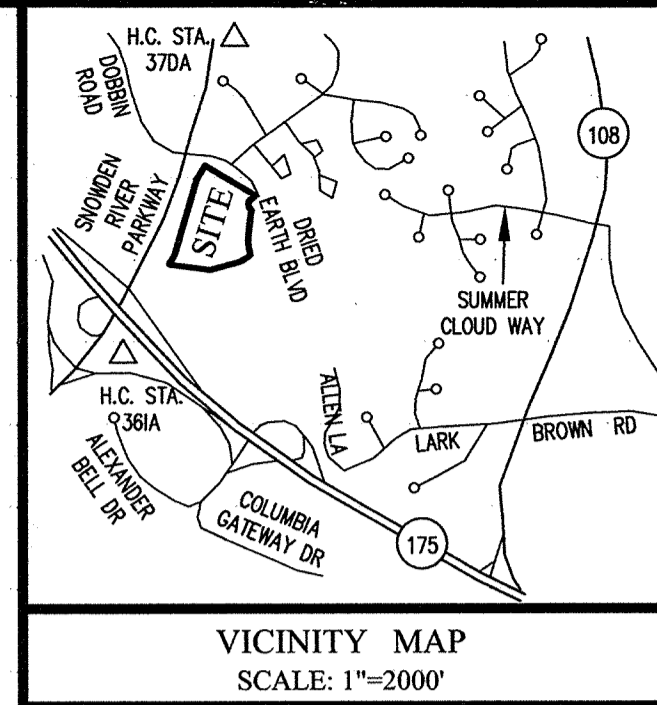 H.C. STA.
37DA
DOBBIN
ROAD
108
SNOWDEN
RIVER
PARKWAY
SITE
DRIED
EARTH BLVD
SUMMER
CLOUD WAY
H.C. STA.
361A
ALLEN LA
LARK BROWN RD
ALEXANDER
BELL DR
COLUMBIA
GATEWAY DR
175
VICINITY MAP
SCALE: 1"=2000'